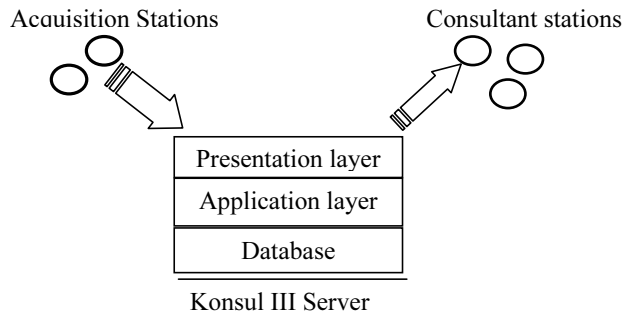 Acquisition Stations
Consultant stations
Presentation layer
Application layer
Database
Konsul III Server